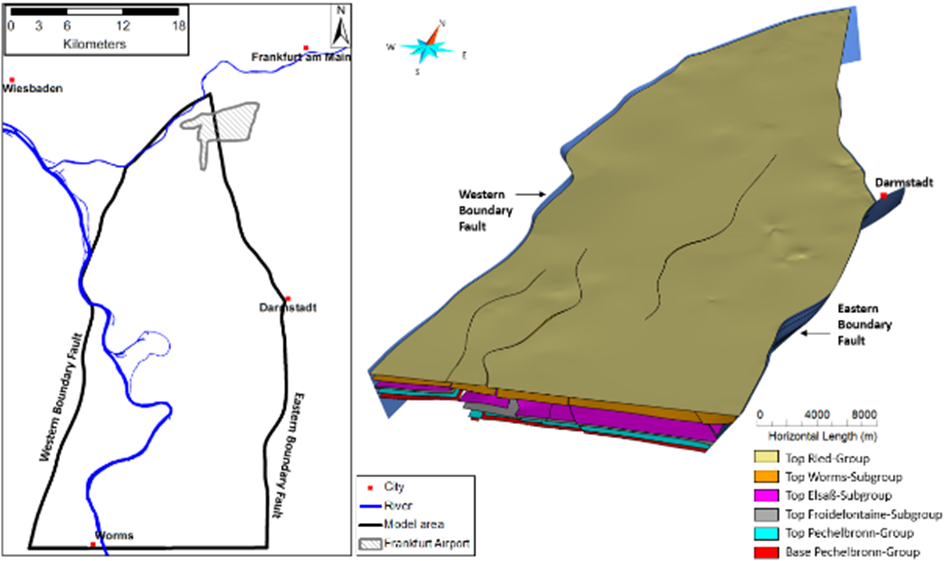 0 3 6 12 18
Kilometers
N
Frankfurt am Main
Wiesbaden
Darmstadt
Western Boundary Fault
Eastern Boundary Fault
Worms
City
River
Model area
Frankfurt Airport
N
W
E
S
Western
Boundary
Fault
Darmstadt
Eastern
Boundary
Fault
0 4000 8000
Horizontal Length (m)
Top Ried-Group
Top Worms-Subgroup
Top Elsaß-Subgroup
Top Froidefontaine-Subgroup
Top Pechelbronn-Group
Base Pechelbronn-Group